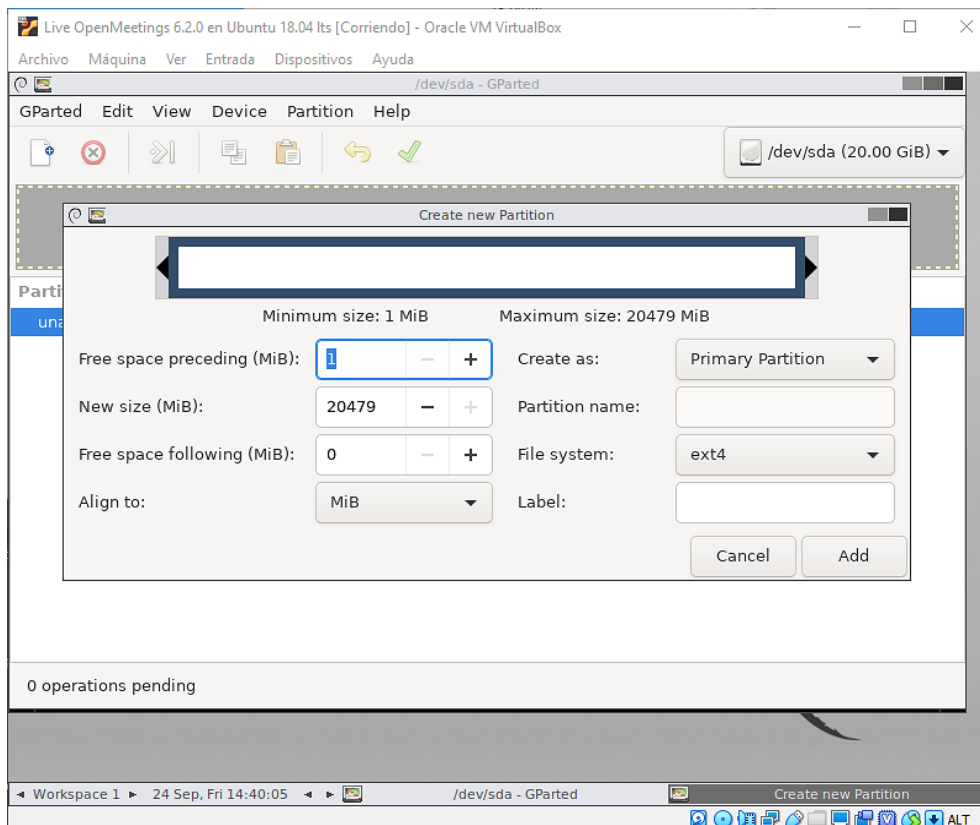 Live OpenMeetings 6.2.0 en Ubuntu 18.04 lts [Corriendo] - Oracle VM VirtualBox
Archivo Máquina Ver Entrada Dispositivos Ayuda
/dev/sda - GParted
GParted Edit View Device Partition Help
/dev/sda (20.00 GiB)
Create new Partition
Minimum size: 1 MiB Maximum size: 20479 MiB
Parti
una
Free space preceding (MiB): 1 Create as: Primary Partition
New size (MiB): 20479 Partition name:
Free space following (MiB): 0 File system: ext4
Align to: MiB Label:
Cancel Add
0 operations pending
Workspace 1 24 Sep, Fri 14:40:05 /dev/sda - GParted Create new Partition
ALT